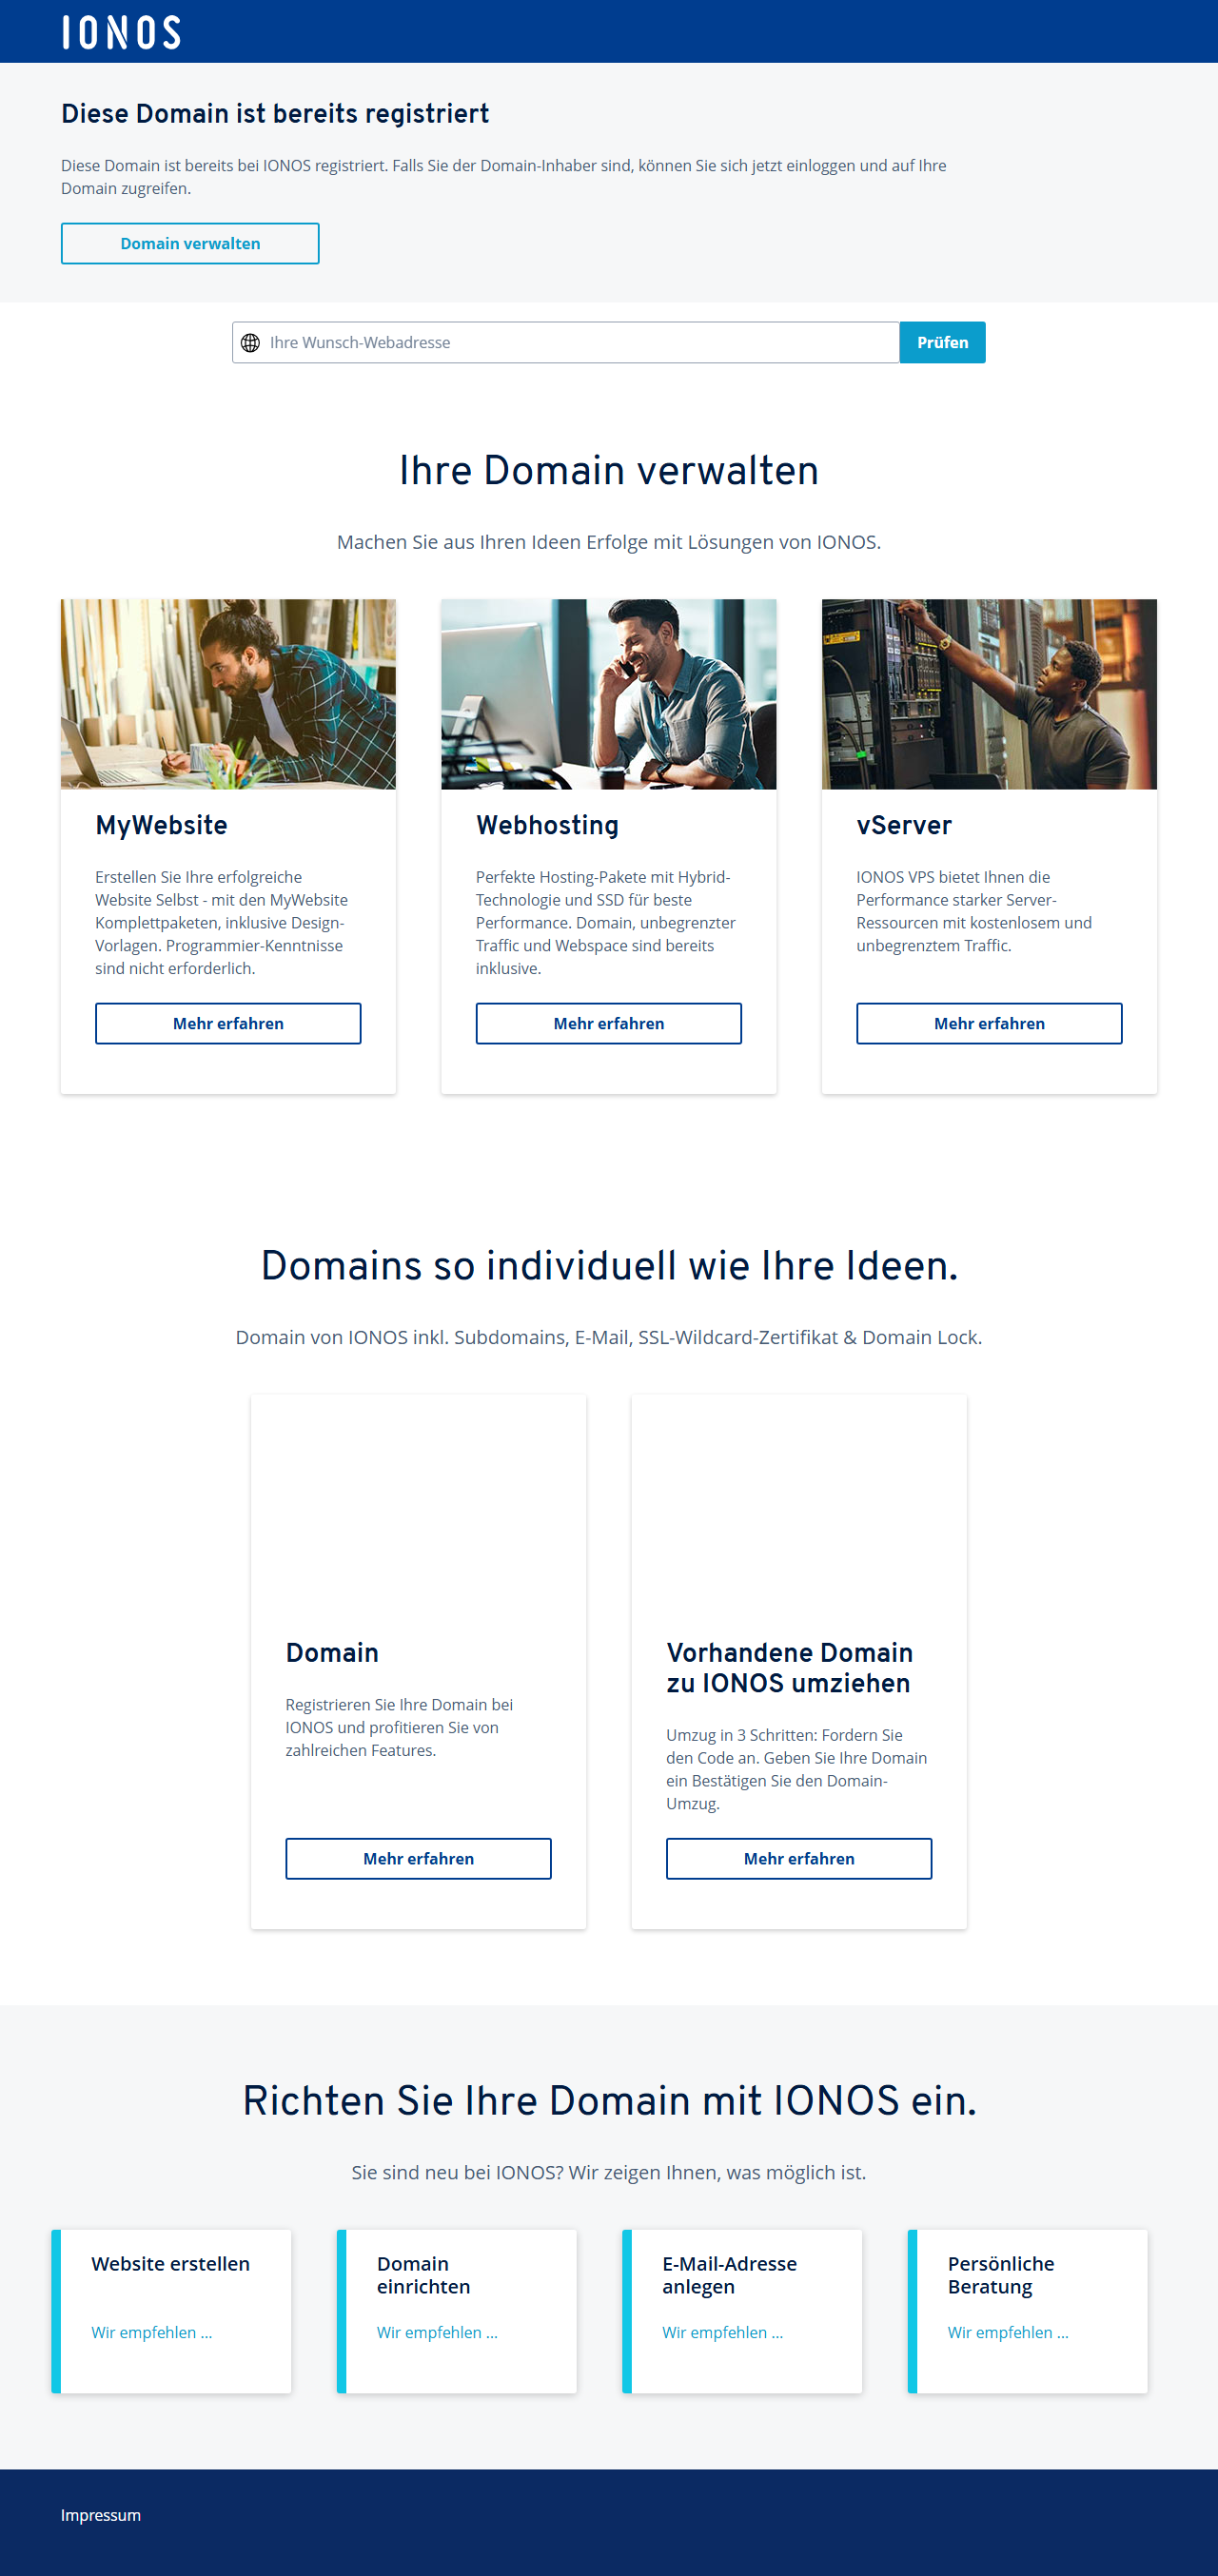 IONOS
Diese Domain ist bereits registriert
Diese Domain ist bereits bei IONOS registriert. Falls Sie der Domain-Inhaber sind, können Sie sich jetzt einloggen und auf Ihre
Domain zugreifen.
Domain verwalten
Ihre Wunsch-Webadresse
Prüfen
Ihre Domain verwalten
Machen Sie aus Ihren Ideen Erfolge mit Lösungen von IONOS.
MyWebsite
Erstellen Sie Ihre erfolgreiche
Website Selbst - mit den MyWebsite
Komplettpaketen, inklusive Design-
Vorlagen. Programmier-Kenntnisse
sind nicht erforderlich.
Mehr erfahren
Webhosting
Perfekte Hosting-Pakete mit Hybrid-
Technologie und SSD für beste
Performance. Domain, unbegrenzter
Traffic und Webspace sind bereits
inklusive.
Mehr erfahren
vServer
IONOS VPS bietet Ihnen die
Performance starker Server-
Ressourcen mit kostenlosem und
unbegrenztem Traffic.
Mehr erfahren
Domains so individuell wie Ihre Ideen.
Domain von IONOS inkl. Subdomains, E-Mail, SSL-Wildcard-Zertifikat & Domain Lock.
Domain
Registrieren Sie Ihre Domain bei
IONOS und profitieren Sie von
zahlreichen Features.
Mehr erfahren
Vorhandene Domain
zu IONOS umziehen
Umzug in 3 Schritten: Fordern Sie
den Code an. Geben Sie Ihre Domain
ein Bestätigen Sie den Domain-
Umzug.
Mehr erfahren
Richten Sie Ihre Domain mit IONOS ein.
Sie sind neu bei IONOS? Wir zeigen Ihnen, was möglich ist.
Website erstellen
Wir empfehlen ...
Domain
einrichten
Wir empfehlen ...
E-Mail-Adresse
anlegen
Wir empfehlen ...
Persönliche
Beratung
Wir empfehlen ...
Impressum